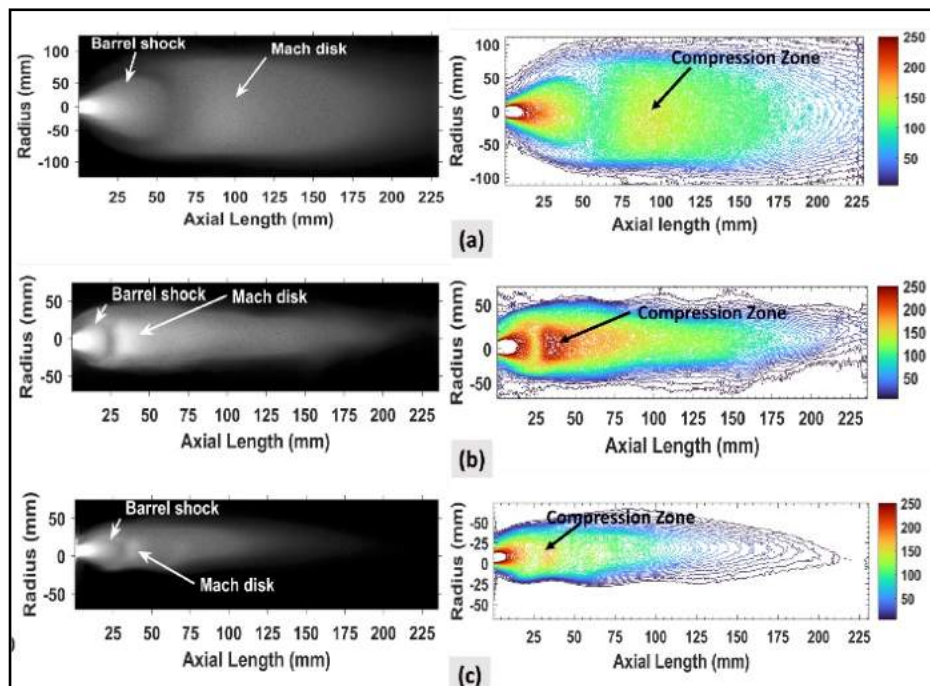 Barrel shock
Mach disk
Radius (mm)
100
50
0
-50
-100
25 50 75 100 125 150 175 200 225
Axial Length (mm)
Compression Zone
Radius (mm)
100
50
0
-50
-100
25 50 75 100 125 150 175 200 225
Axial length (mm)
250
200
150
100
50
(a)
Barrel shock
Mach disk
Radius (mm)
50
0
-50
25 50 75 100 125 150 175 200 225
Axial Length (mm)
Compression Zone
Radius (mm)
50
0
-50
25 50 75 100 125 150 175 200 225
Axial Length (mm)
250
200
150
100
50
(b)
Barrel shock
Mach disk
Radius (mm)
50
0
-50
25 50 75 100 125 150 175 200 225
Axial Length (mm)
Compression Zone
Radius (mm)
-50
-25
0
-25
-50
25 50 75 100 125 150 175 200 225
Axial Length (mm)
250
200
150
100
50
(c)